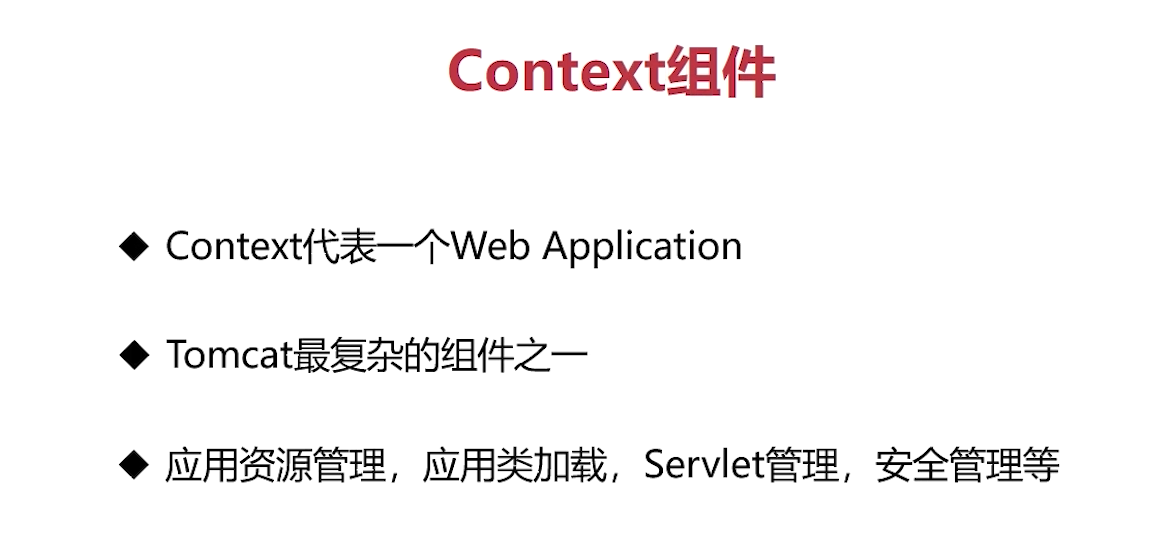 Context组件
◆ Context代表一个Web Application
◆ Tomcat最复杂的组件之一
◆ 应用资源管理，应用类加载，Servlet管理，安全管理等